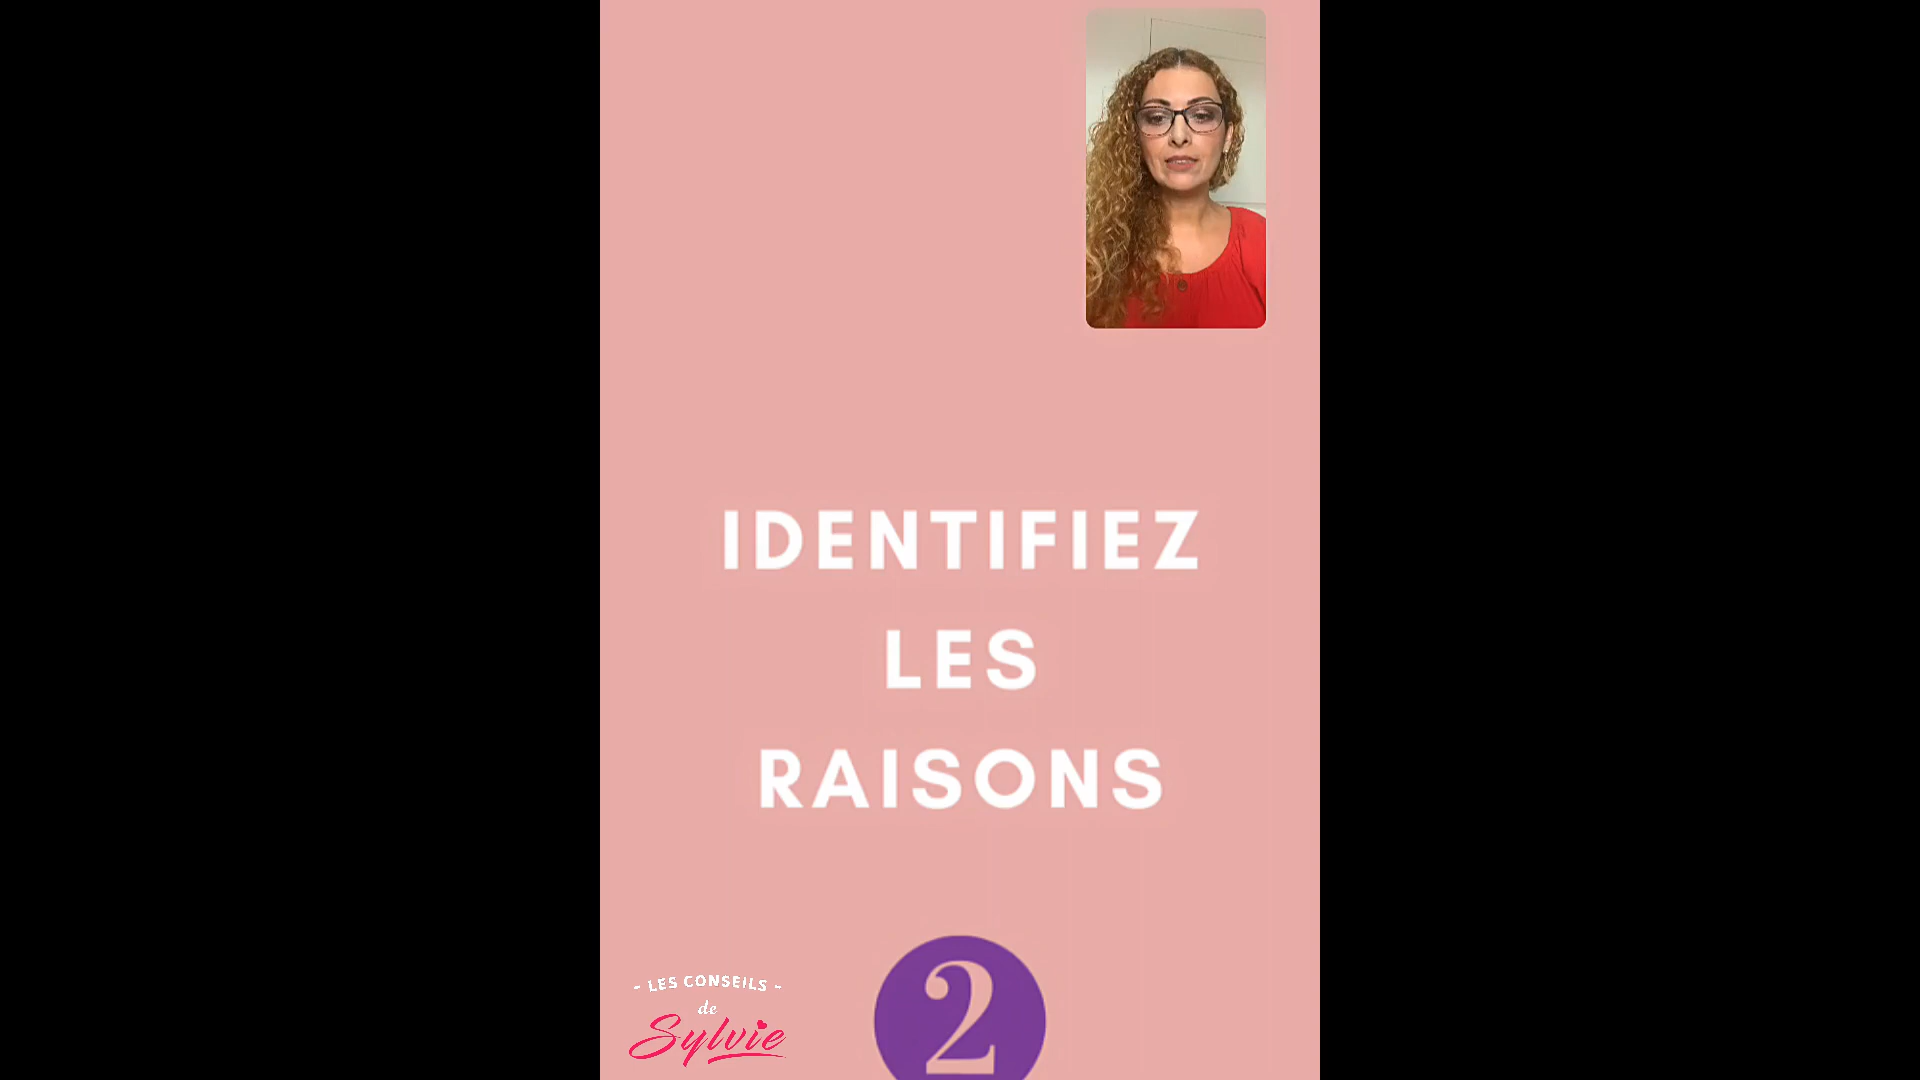 IDENTIFIEZ
LES
RAISONS
2
- LES CONSEILS -
de
Sylvie